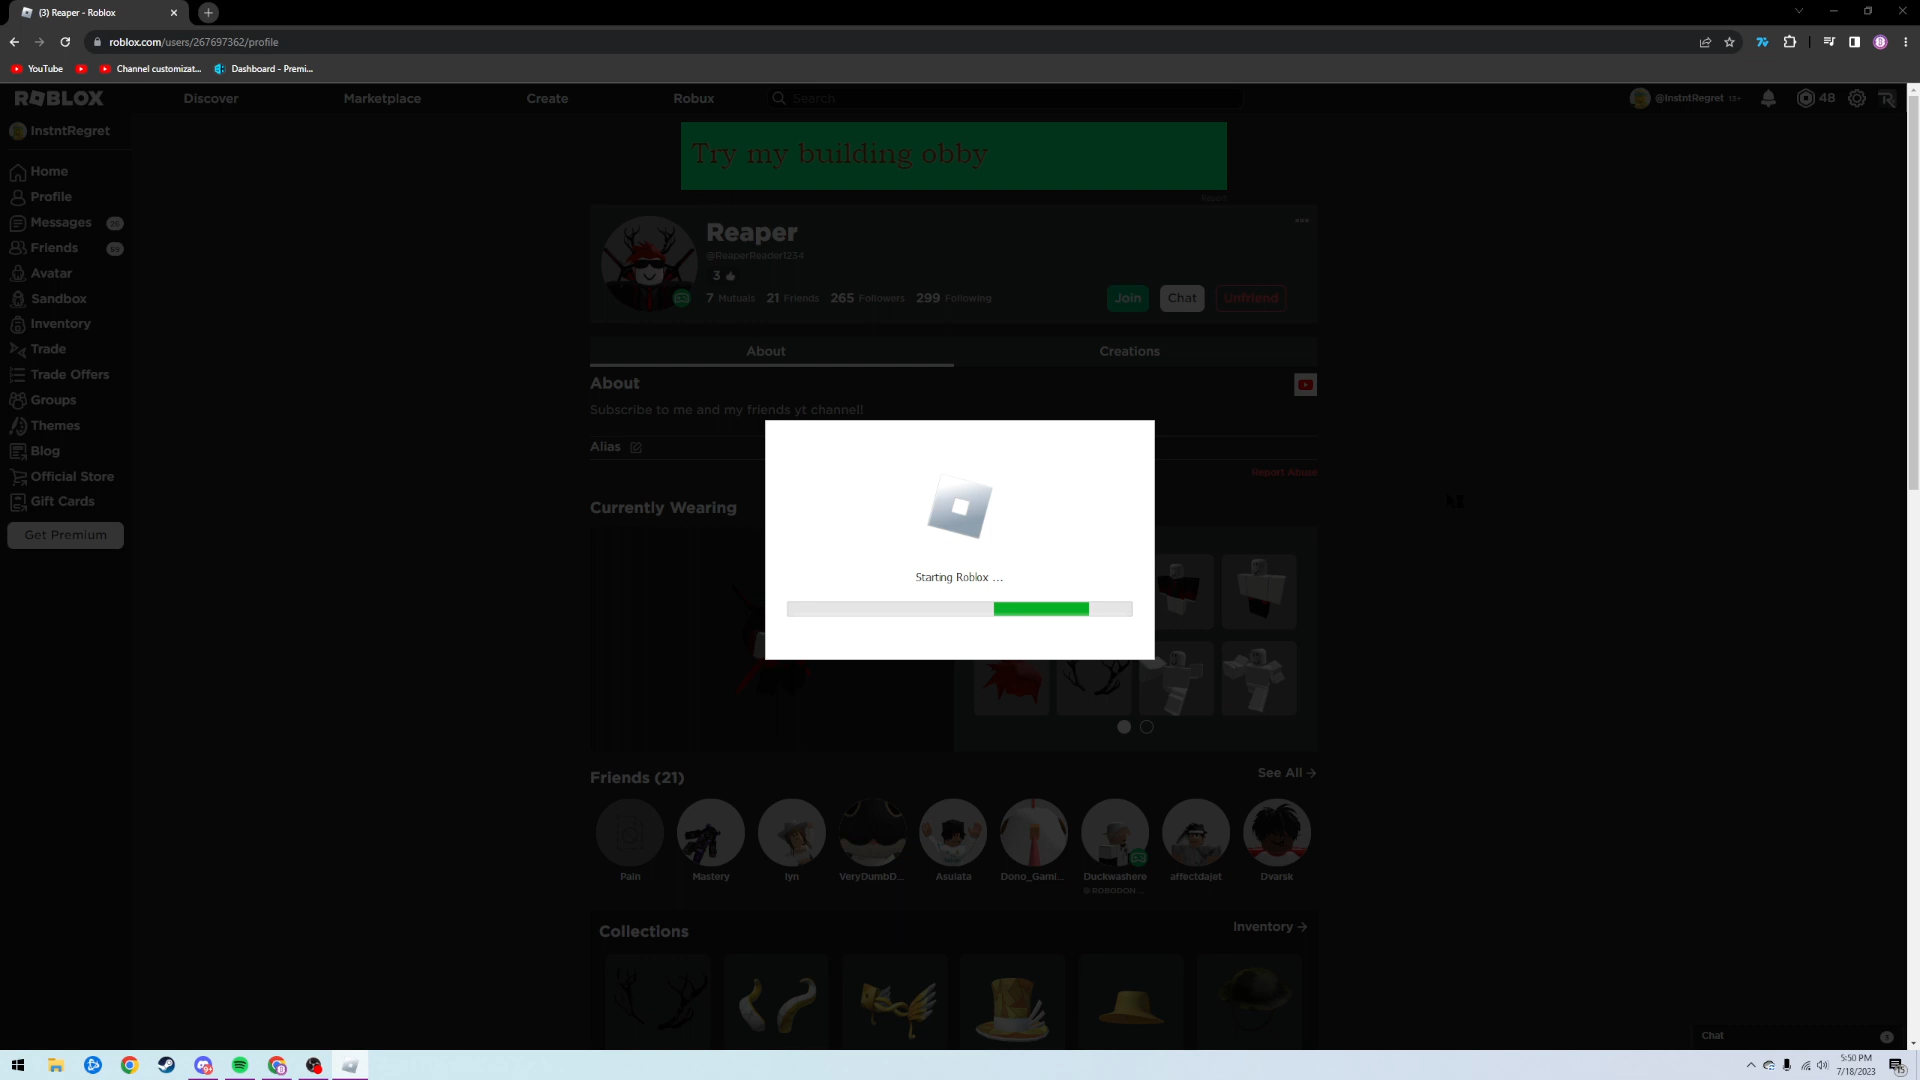 (3) Reaper - Roblox
roblox.com/users/267697362/profile
YouTube
Channel customizat...
Dashboard - Premi...
ROBLOX
Discover
Marketplace
Create
Robux
Search
@InstntRegret 13+
48
InstntRegret
Home
Profile
Messages
Friends
Avatar
Sandbox
Inventory
Trade
Trade Offers
Groups
Themes
Blog
Official Store
Gift Cards
Get Premium
Try my building obby
Report
Reaper
@ReaperReader1234
3
7 Mutuals 21 Friends 265 Followers 299 Following
Join
Chat
Unfriend
About
Creations
About
Subscribe to me and my friends yt channel!
Alias
Report Abuse
Currently Wearing
Starting Roblox ...
Friends (21)
See All
Pain
Mastery
lyn
VeryDumbD...
Asulata
Dono_Gami...
Duckwashere
affectdajet
Dvarsk
ROBODON ...
Collections
Inventory
Chat
5:50 PM
7/18/2023